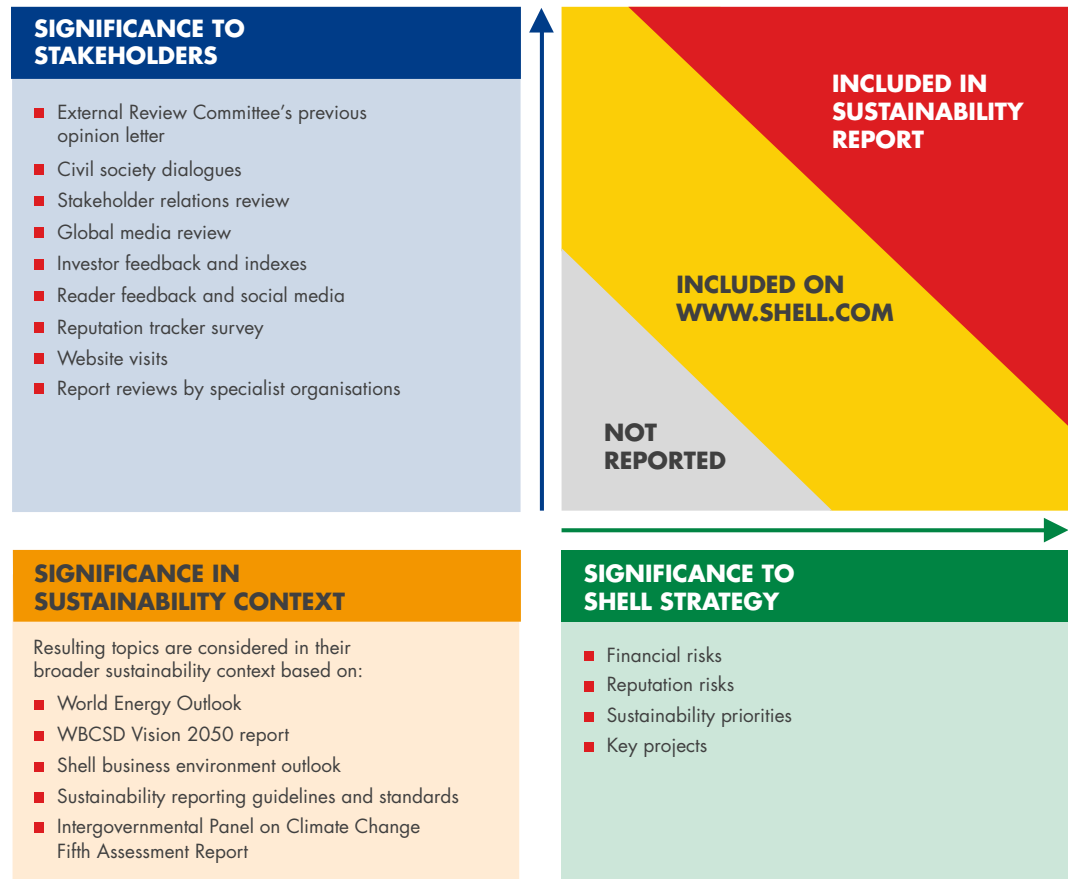 SIGNIFICANCE TO
STAKEHOLDERS
External Review Committee’s previous
opinion letter
Civil society dialogues
Stakeholder relations review
Global media review
Investor feedback and indexes
Reader feedback and social media
Reputation tracker survey
Website visits
Report reviews by specialist organisations
INCLUDED IN
SUSTAINABILITY
REPORT
INCLUDED ON
WWW.SHELL.COM
NOT
REPORTED
SIGNIFICANCE IN
SUSTAINABILITY CONTEXT
Resulting topics are considered in their
broader sustainability context based on:
World Energy Outlook
WBCSD Vision 2050 report
Shell business environment outlook
Sustainability reporting guidelines and standards
Intergovernmental Panel on Climate Change
Fifth Assessment Report
SIGNIFICANCE TO
SHELL STRATEGY
Financial risks
Reputation risks
Sustainability priorities
Key projects